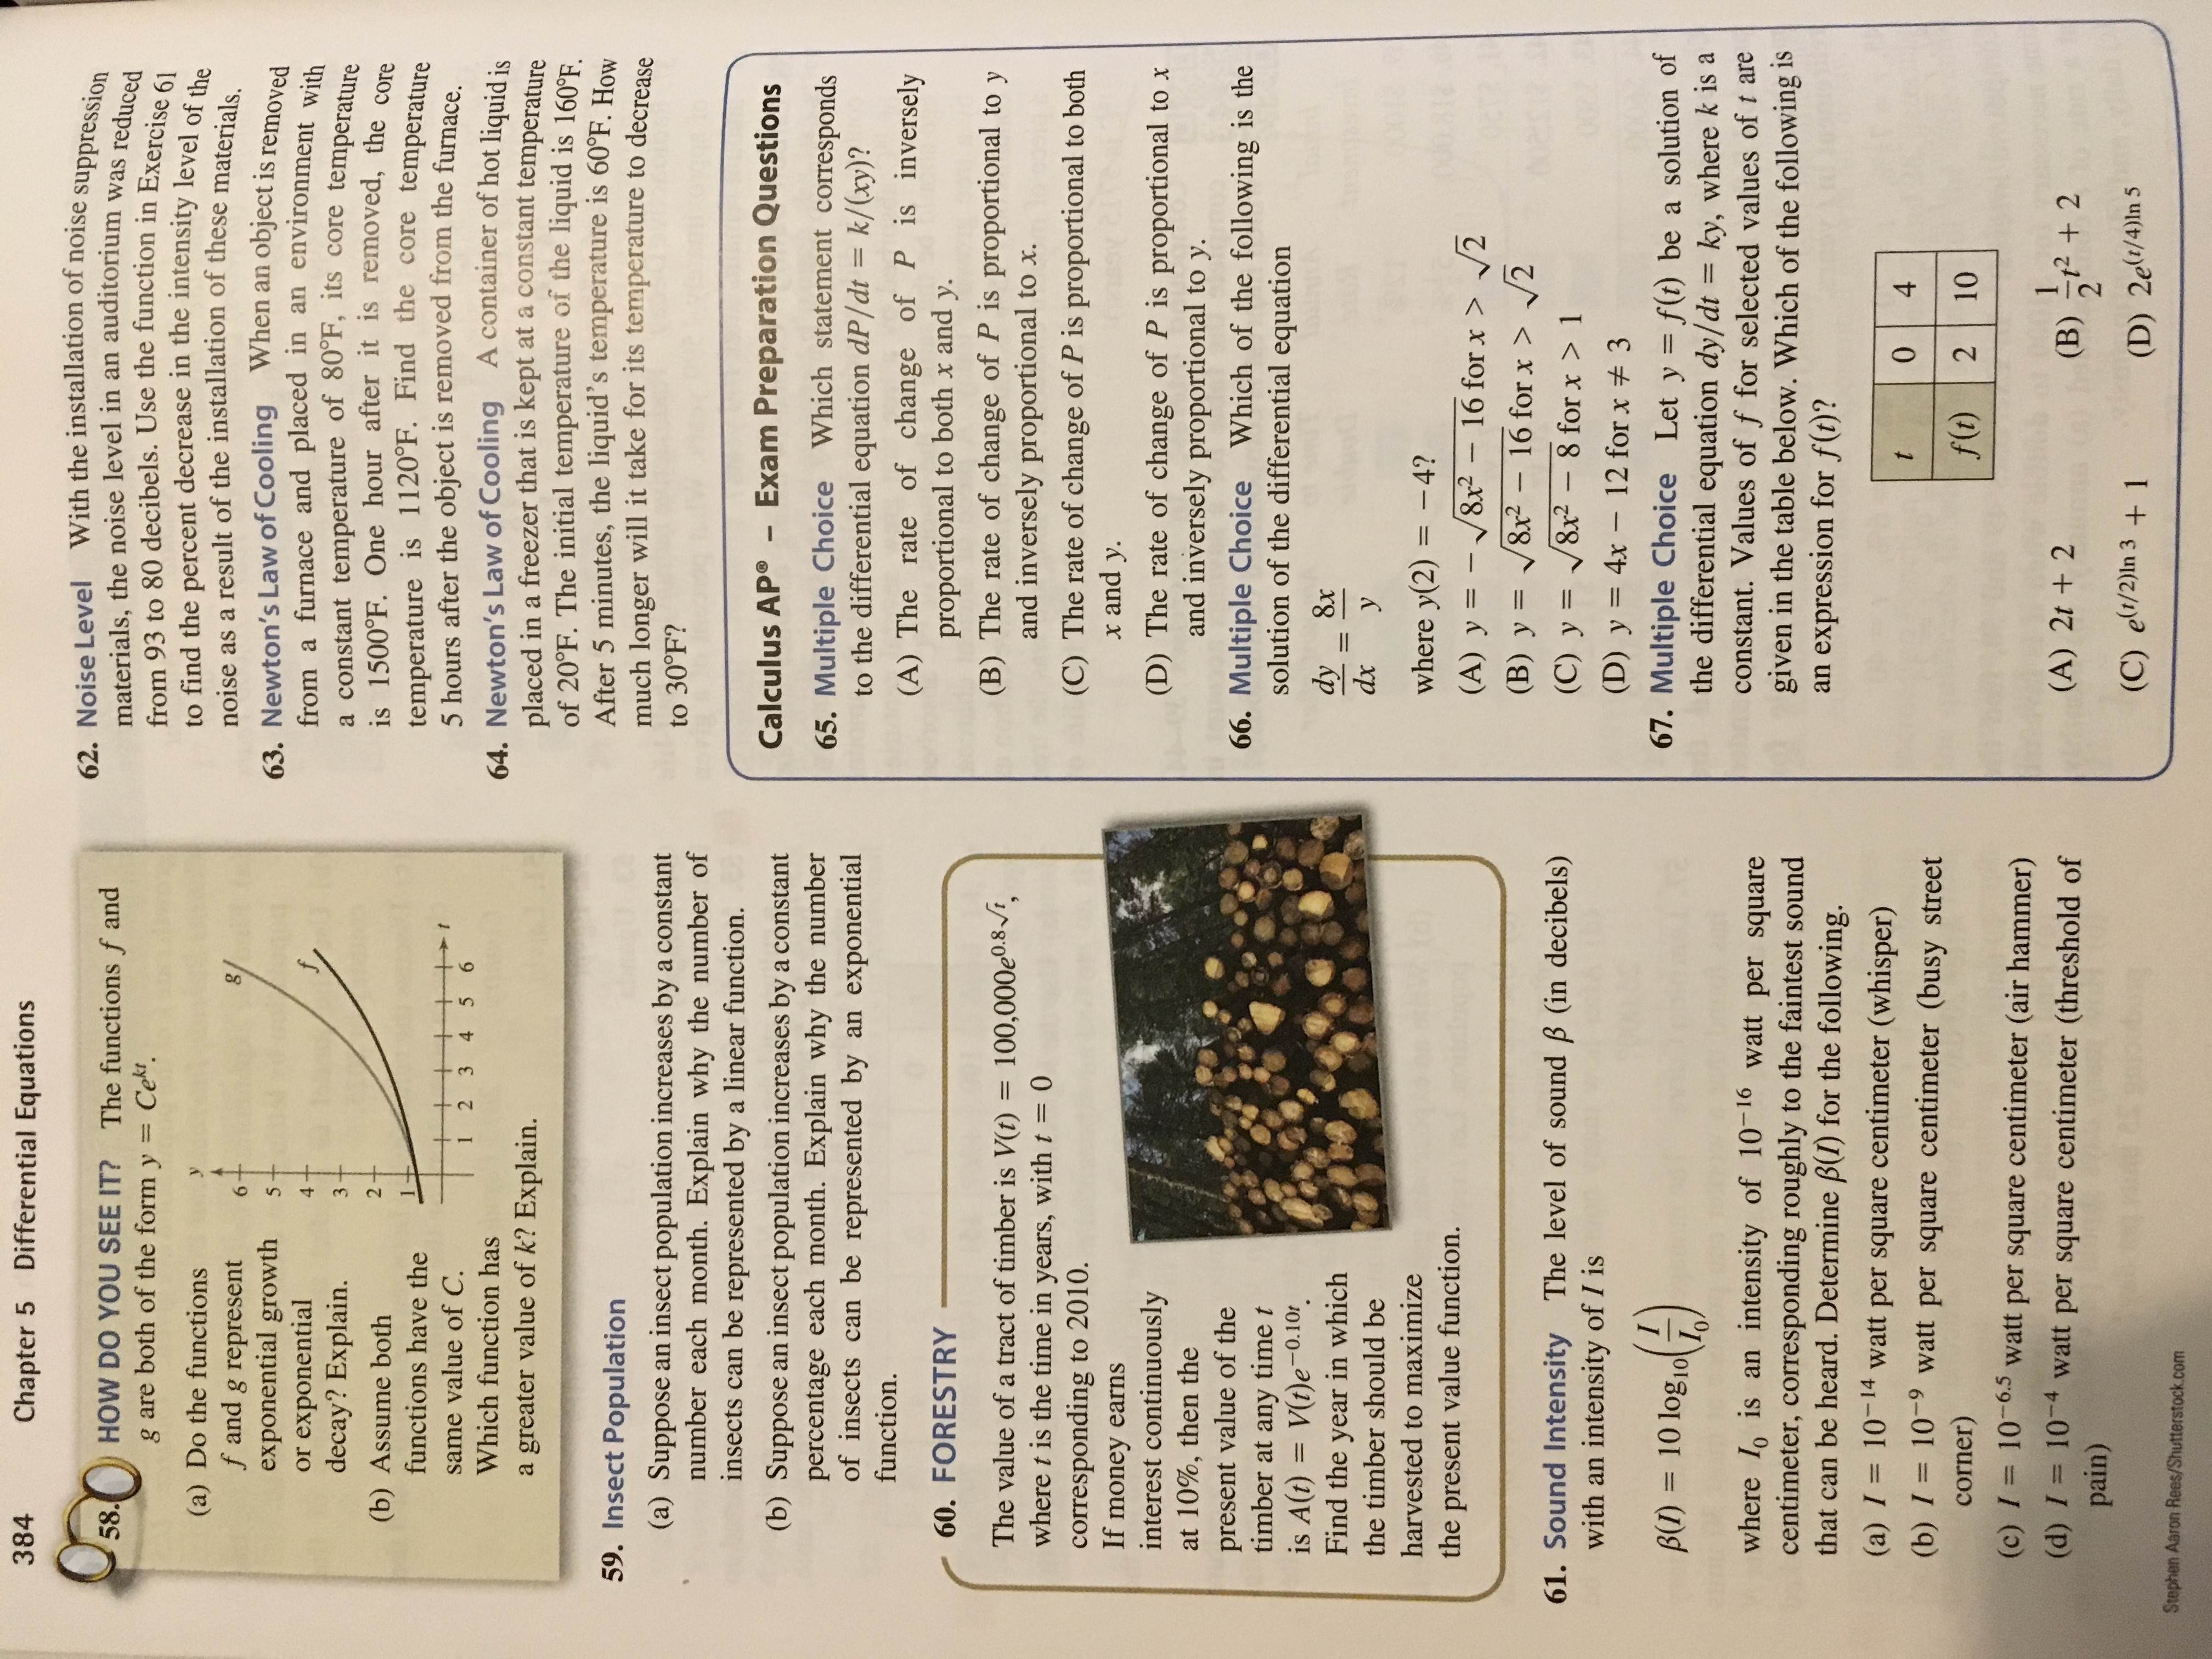 384 Chapter 5 Differential Equations
58. HOW DO YOU SEE IT? The functions f and
g are both of the form y = Ce^{kt}.
(a) Do the functions
f and g represent
exponential growth
or exponential
decay? Explain.
(b) Assume both
functions have the
same value of C.
Which function has
a greater value of k? Explain.
y
6
5
4
3
2
1
g
f
t
1 2 3 4 5 6
59. Insect Population
(a) Suppose an insect population increases by a constant
number each month. Explain why the number of
insects can be represented by a linear function.
(b) Suppose an insect population increases by a constant
percentage each month. Explain why the number
of insects can be represented by an exponential
function.
60. FORESTRY
The value of a tract of timber is V(t) = 100,000e^{0.8√t},
where t is the time in years, with t = 0
corresponding to 2010.
If money earns
interest continuously
at 10%, then the
present value of the
timber at any time t
is A(t) = V(t)e^{−0.10t}.
Find the year in which
the timber should be
harvested to maximize
the present value function.
61. Sound Intensity The level of sound β (in decibels)
with an intensity of I is
β(I) = 10 log₁₀(I/I₀)
where I₀ is an intensity of 10^{−16} watt per square
centimeter, corresponding roughly to the faintest sound
that can be heard. Determine β(I) for the following.
(a) I = 10^{−14} watt per square centimeter (whisper)
(b) I = 10^{−9} watt per square centimeter (busy street
corner)
(c) I = 10^{−6.5} watt per square centimeter (air hammer)
(d) I = 10^{−4} watt per square centimeter (threshold of
pain)
Stephen Aaron Rees/Shutterstock.com
62. Noise Level With the installation of noise suppression
materials, the noise level in an auditorium was reduced
from 93 to 80 decibels. Use the function in Exercise 61
to find the percent decrease in the intensity level of the
noise as a result of the installation of these materials.
63. Newton's Law of Cooling When an object is removed
from a furnace and placed in an environment with
a constant temperature of 80°F, its core temperature
is 1500°F. One hour after it is removed, the core
temperature is 1120°F. Find the core temperature
5 hours after the object is removed from the furnace.
64. Newton's Law of Cooling A container of hot liquid is
placed in a freezer that is kept at a constant temperature
of 20°F. The initial temperature of the liquid is 160°F.
After 5 minutes, the liquid's temperature is 60°F. How
much longer will it take for its temperature to decrease
to 30°F?
Calculus AP® – Exam Preparation Questions
65. Multiple Choice Which statement corresponds
to the differential equation dP/dt = k/(xy)?
(A) The rate of change of P is inversely
proportional to both x and y.
(B) The rate of change of P is proportional to y
and inversely proportional to x.
(C) The rate of change of P is proportional to both
x and y.
(D) The rate of change of P is proportional to x
and inversely proportional to y.
66. Multiple Choice Which of the following is the
solution of the differential equation
dy/dx = 8x/y
where y(2) = −4?
(A) y = −√(8x² − 16) for x > √2
(B) y = √(8x² − 16) for x > √2
(C) y = √(8x² − 8) for x > 1
(D) y = 4x − 12 for x ≠ 3
67. Multiple Choice Let y = f(t) be a solution of
the differential equation dy/dt = ky, where k is a
constant. Values of f for selected values of t are
given in the table below. Which of the following is
an expression for f(t)?
t 0 4
f(t) 2 10
(A) 2t + 2 (B) 1/2 t² + 2
(C) e^{(t/2)ln 3} + 1 (D) 2e^{(t/4)ln 5}